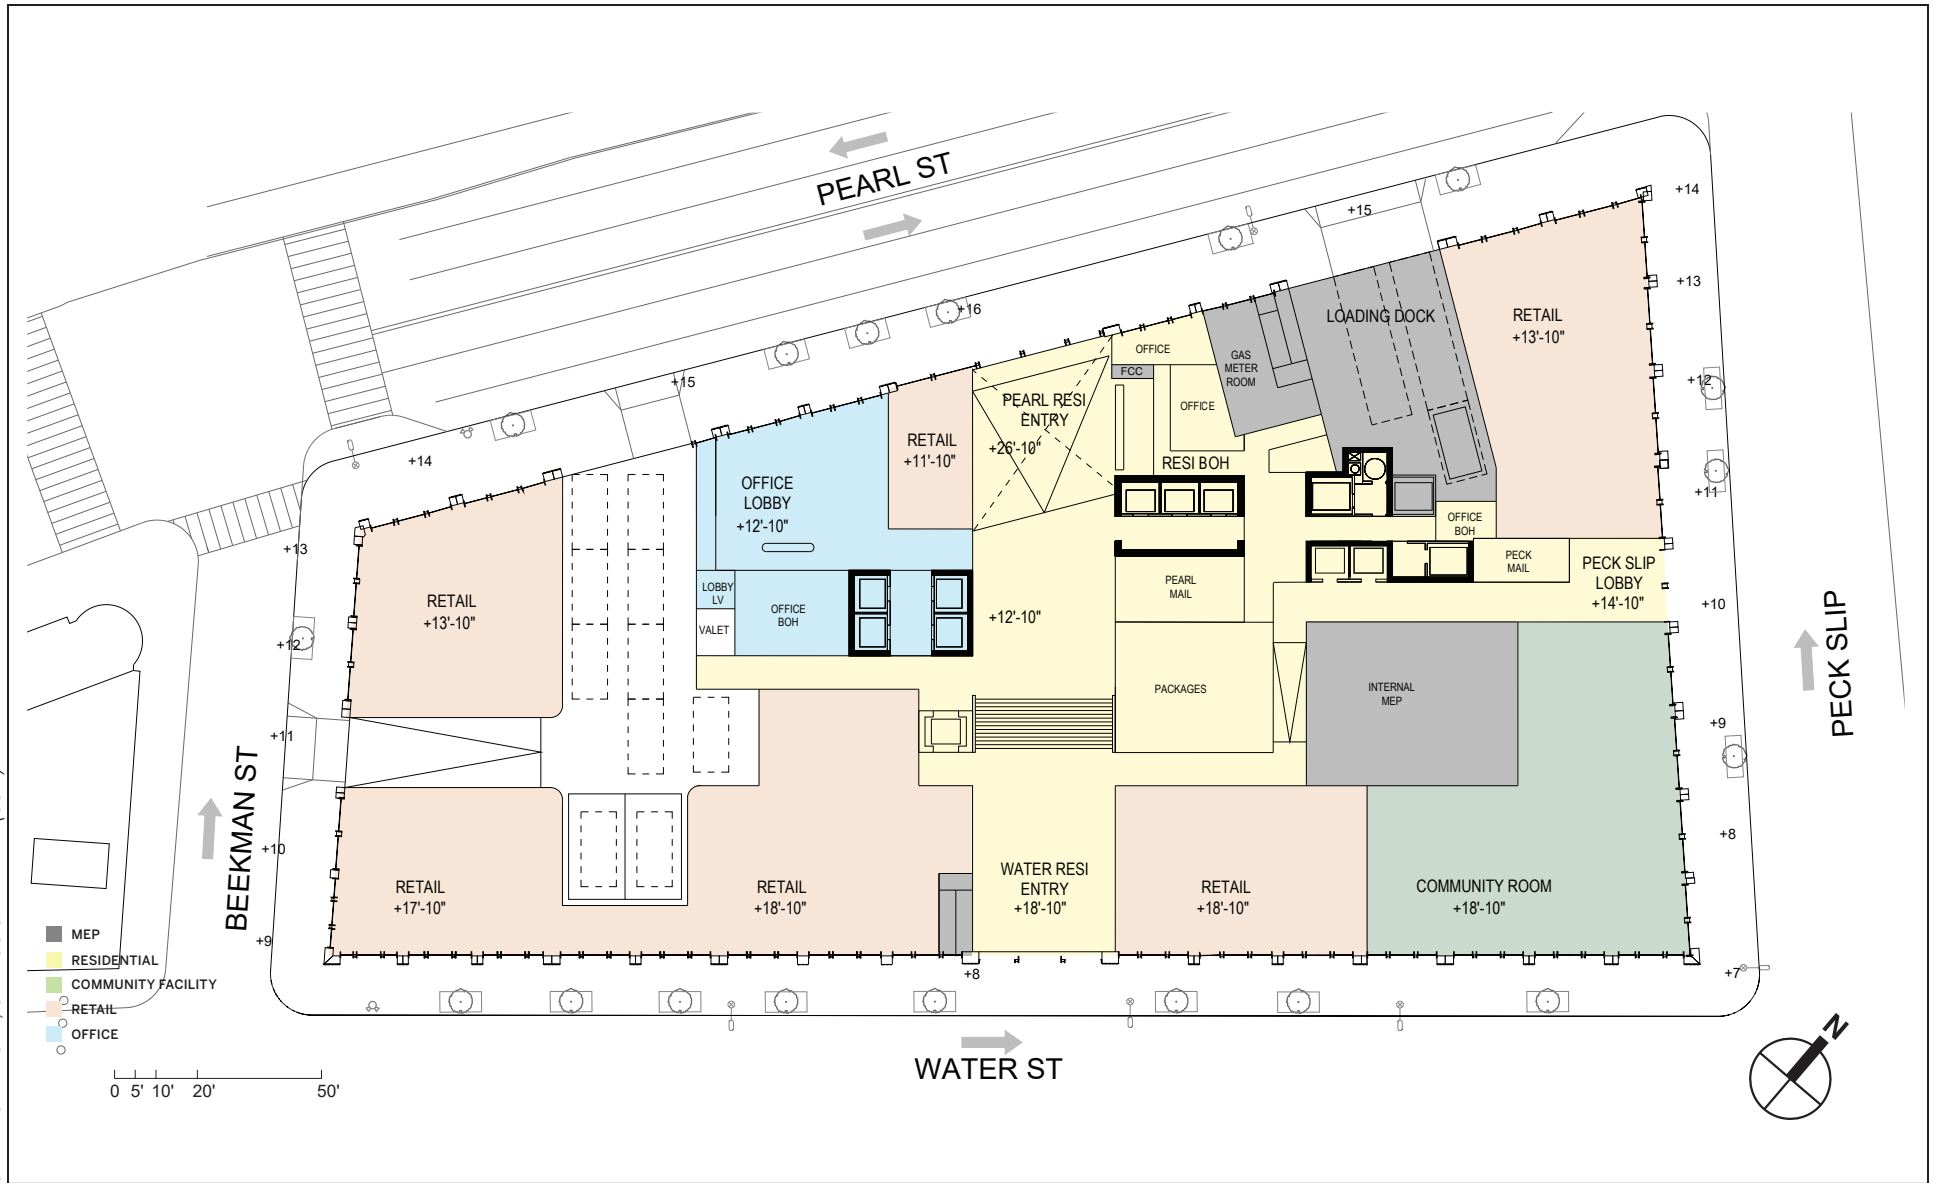 PEARL ST
+14
+15
+13
RETAIL
+13'-10"
LOADING DOCK
+16
OFFICE
GAS
METER
ROOM
FCC
+15
PEARL RESI
ENTRY
+26'-10"
OFFICE
+12
RETAIL
+11'-10"
+14
RESI BOH
OFFICE
LOBBY
+12'-10"
+11
OFFICE
BOH
+13
PECK
MAIL
PECK SLIP
LOBBY
+14'-10"
LOBBY
LV
PEARL
MAIL
RETAIL
+13'-10"
OFFICE
BOH
+12'-10"
+10
VALET
+12
PECK SLIP
PACKAGES
INTERNAL
MEP
+9
+11
BEEKMAN ST
+8
+10
RETAIL
+17'-10"
RETAIL
+18'-10"
WATER RESI
ENTRY
+18'-10"
RETAIL
+18'-10"
COMMUNITY ROOM
+18'-10"
+9
+8
+7
MEP
RESIDENTIAL
COMMUNITY FACILITY
RETAIL
OFFICE
WATER ST
N
0 5' 10' 20' 50'